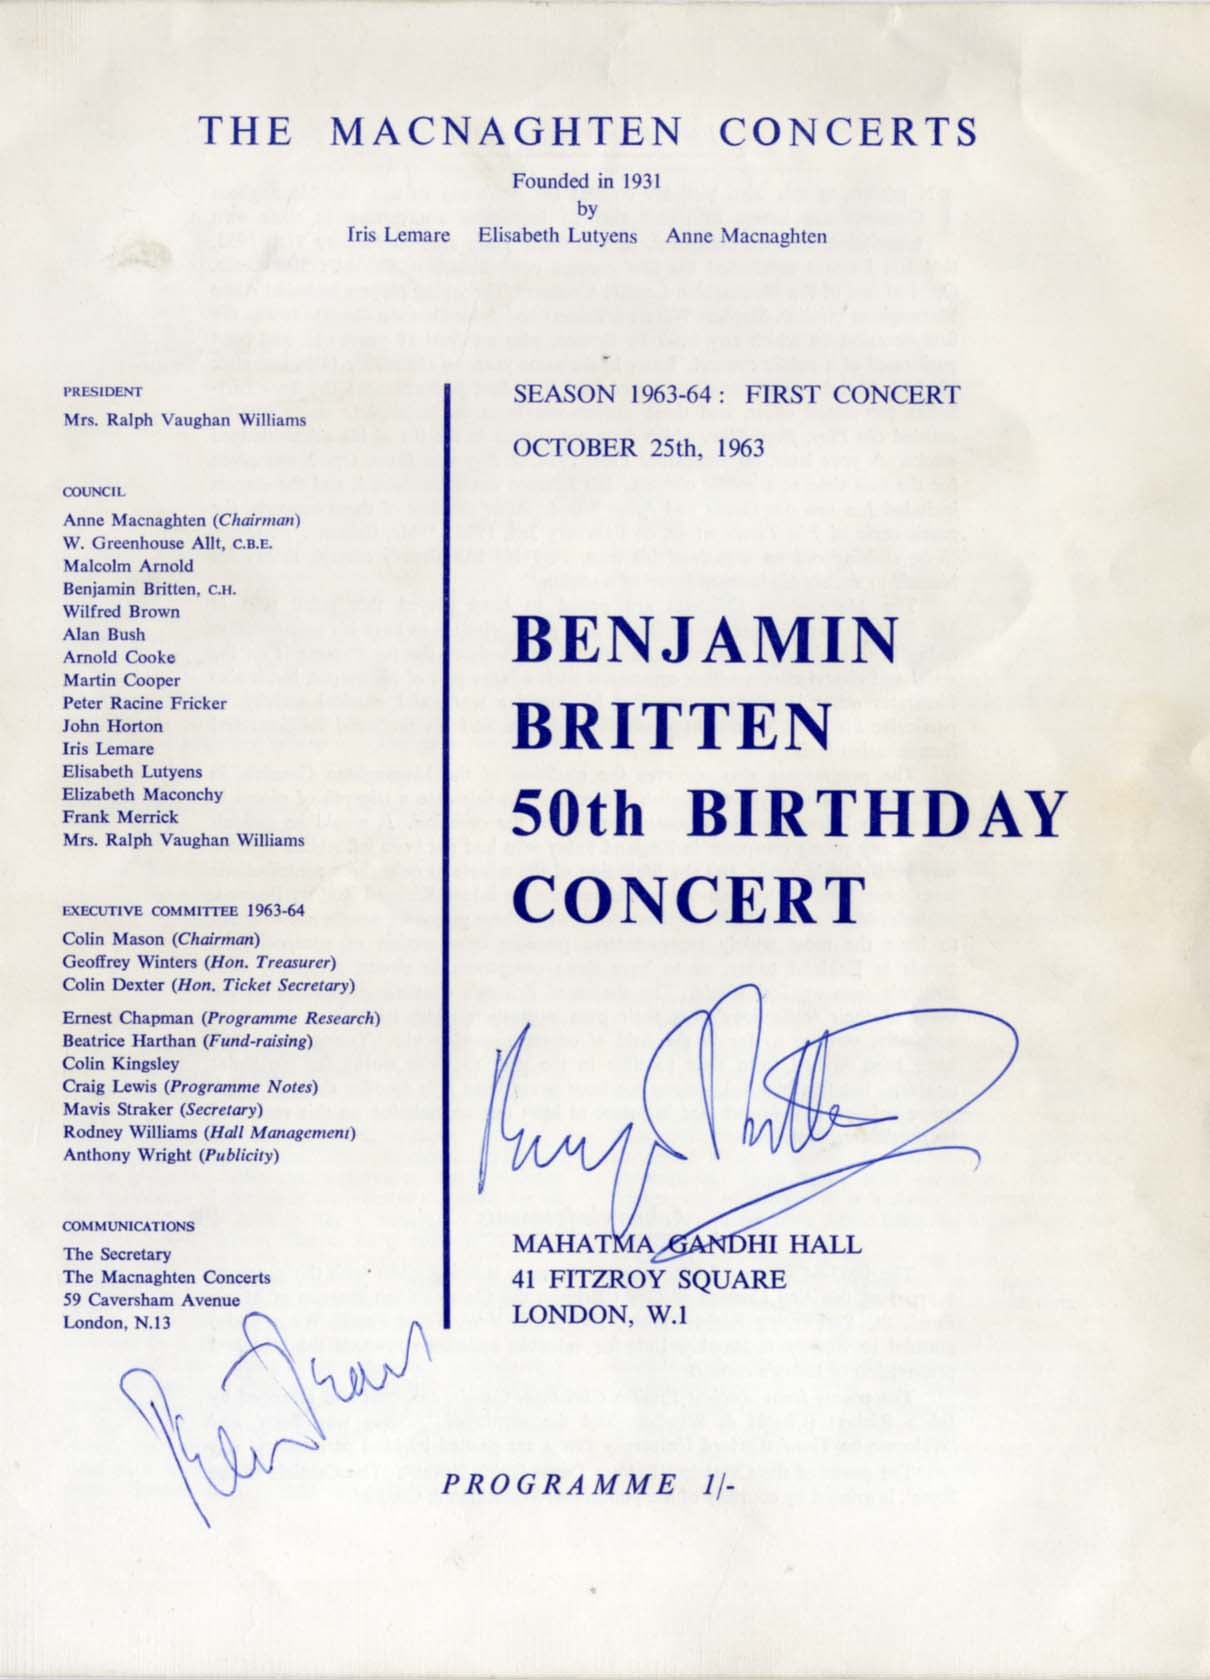 THE MACNAGHTEN CONCERTS
Founded in 1931
by
Iris Lemare Elisabeth Lutyens Anne Macnaghten
PRESIDENT
Mrs. Ralph Vaughan Williams
COUNCIL
Anne Macnaghten (Chairman)
W. Greenhouse Allt, C.B.E.
Malcolm Arnold
Benjamin Britten, C.H.
Wilfred Brown
Alan Bush
Arnold Cooke
Martin Cooper
Peter Racine Fricker
John Horton
Iris Lemare
Elisabeth Lutyens
Elizabeth Maconchy
Frank Merrick
Mrs. Ralph Vaughan Williams
EXECUTIVE COMMITTEE 1963-64
Colin Mason (Chairman)
Geoffrey Winters (Hon. Treasurer)
Colin Dexter (Hon. Ticket Secretary)
Ernest Chapman (Programme Research)
Beatrice Harthan (Fund-raising)
Colin Kingsley
Craig Lewis (Programme Notes)
Mavis Straker (Secretary)
Rodney Williams (Hall Management)
Anthony Wright (Publicity)
COMMUNICATIONS
The Secretary
The Macnaghten Concerts
59 Caversham Avenue
London, N.13
SEASON 1963-64: FIRST CONCERT
OCTOBER 25th, 1963
BENJAMIN
BRITTEN
50th BIRTHDAY
CONCERT
Benj Britten
MAHATMA GANDHI HALL
41 FITZROY SQUARE
LONDON, W.1
Peter Pears
PROGRAMME 1/-